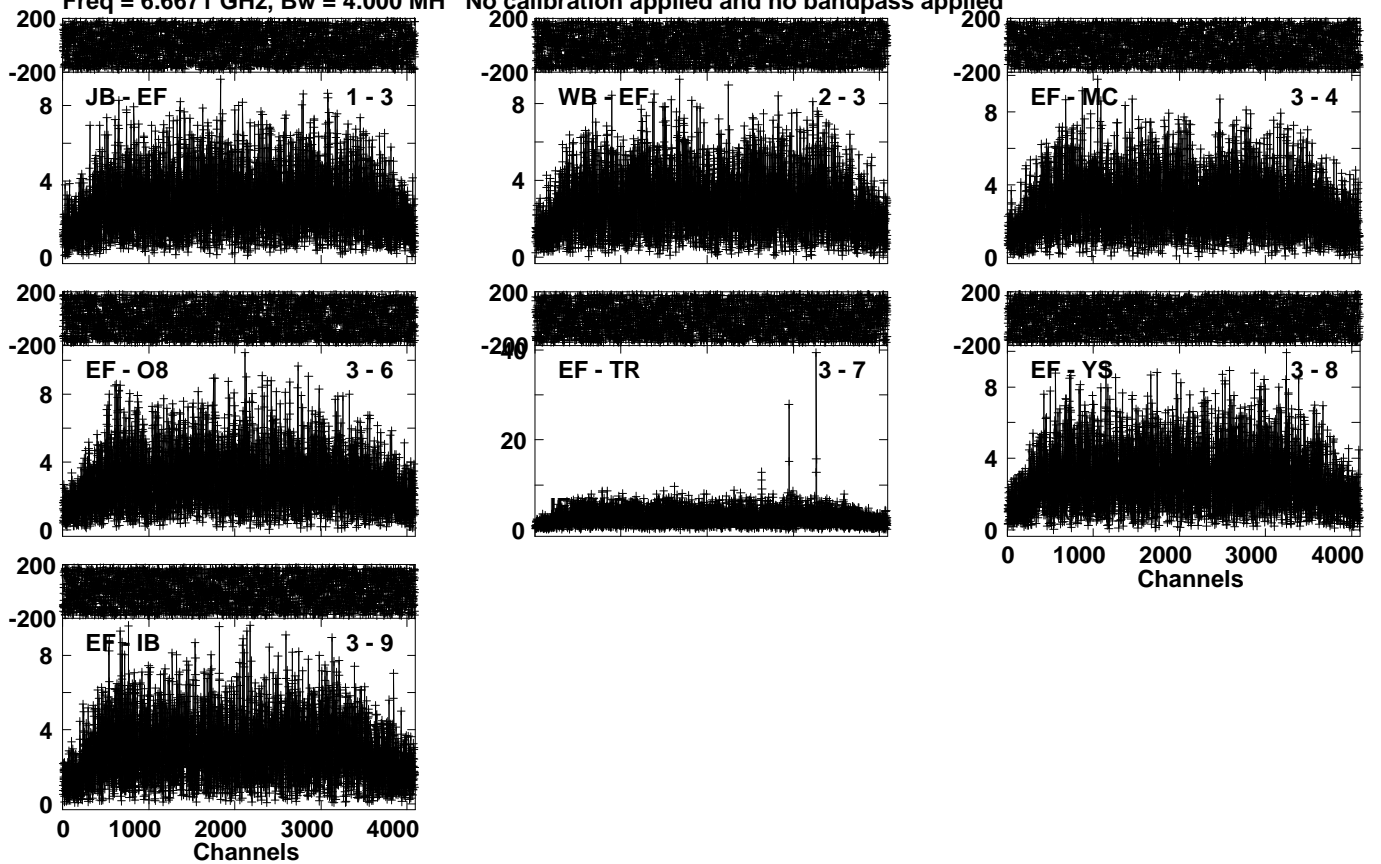 Freq = 6.6671 GHz, Bw = 4.000 MH No calibration applied and no bandpass applied
200
-200
JB - EF 1 - 3
8
4
0
200
-200
WB - EF 2 - 3
8
4
0
200
-200
EF - MC 3 - 4
8
4
0
200
-200
EF - O8 3 - 6
8
4
0
200
-200
40
EF - TR 3 - 7
20
0
200
-200
EF - YS 3 - 8
8
4
0
0 1000 2000 3000 4000
Channels
200
-200
EF - IB 3 - 9
8
4
0
0 1000 2000 3000 4000
Channels